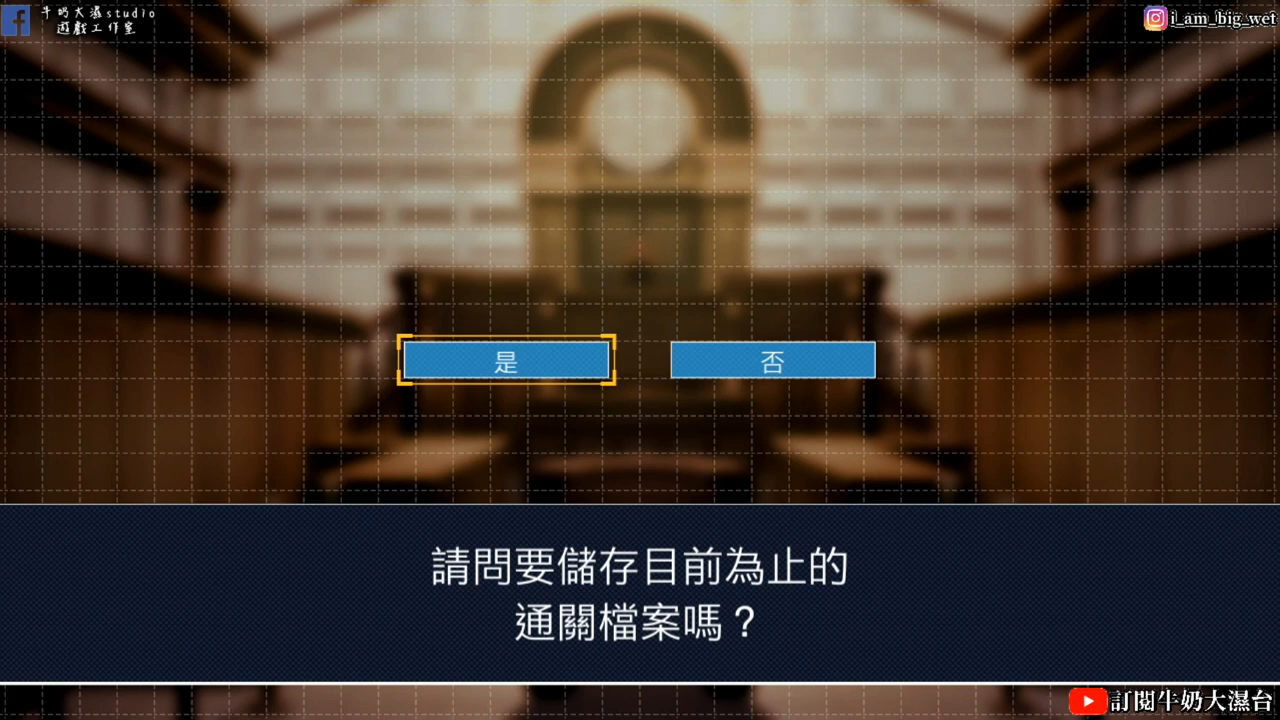 牛奶大濕studio
遊戲工作室
i_am_big_wet
是
否
請問要儲存目前為止的
通關檔案嗎？
訂閱牛奶大濕台